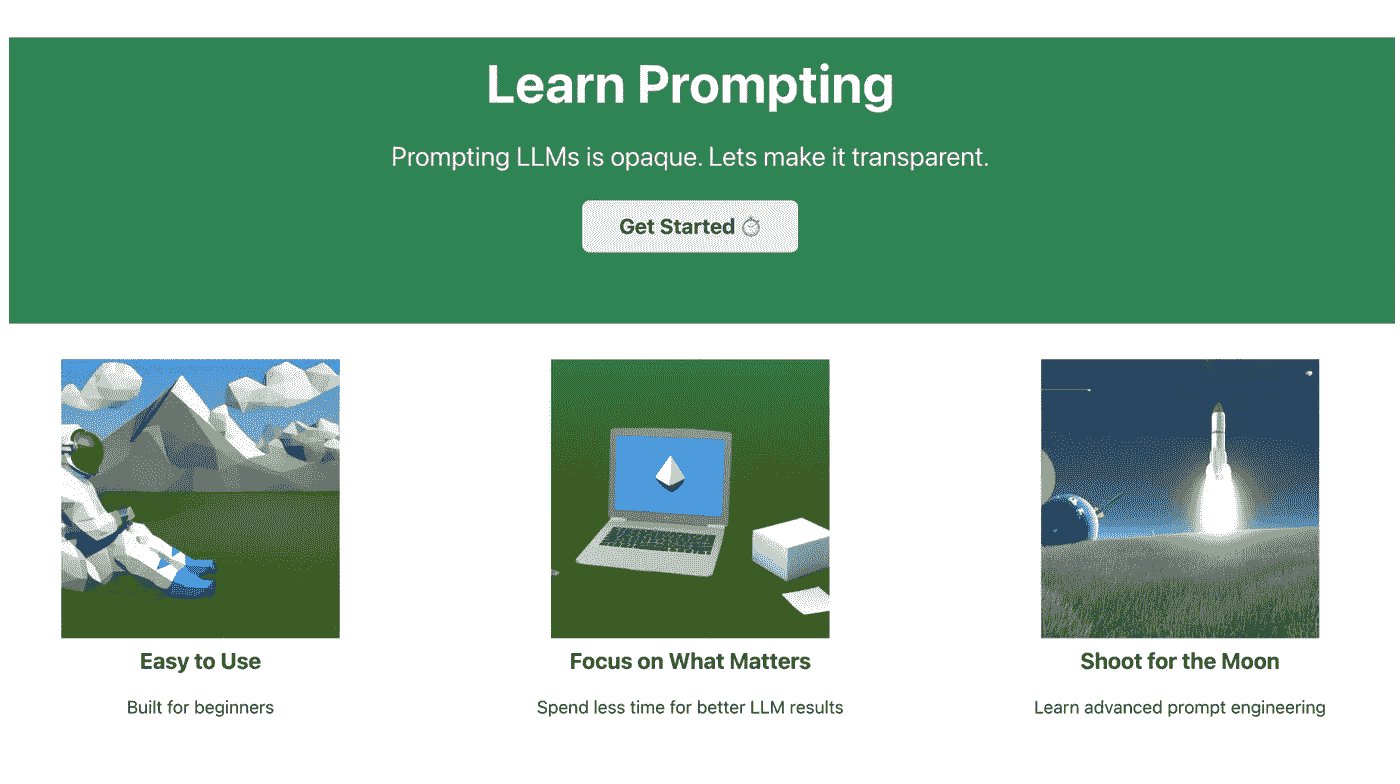 Learn Prompting
Prompting LLMs is opaque. Lets make it transparent.
Get Started ⏱
Easy to Use
Built for beginners
Focus on What Matters
Spend less time for better LLM results
Shoot for the Moon
Learn advanced prompt engineering